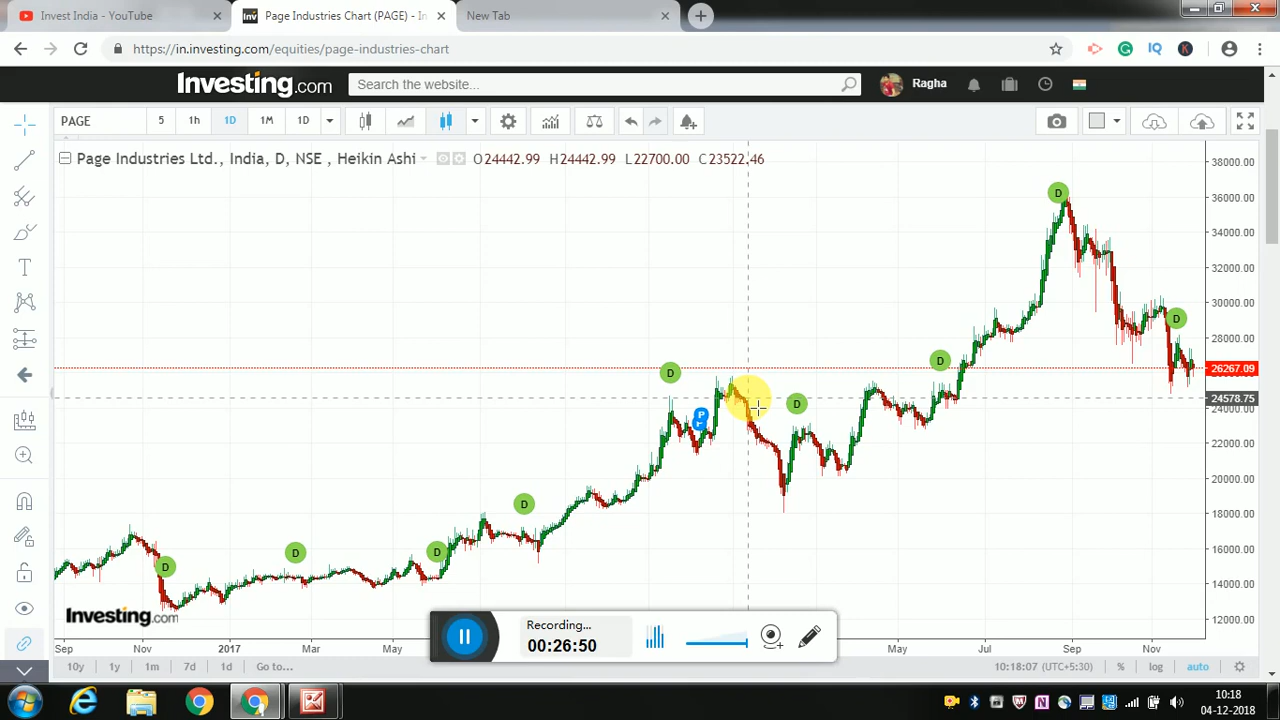 Invest India - YouTube
Page Industries Chart (PAGE) - In
New Tab
https://in.investing.com/equities/page-industries-chart
Investing.com
Search the website...
Ragha
PAGE 5 1h 1D 1M 1D
Page Industries Ltd., India, D, NSE , Heikin Ashi O24442.99 H24442.99 L22700.00 C23522.46
38000.00
36000.00
34000.00
32000.00
30000.00
28000.00
26267.09
24578.75
24000.00
22000.00
20000.00
18000.00
16000.00
14000.00
12000.00
D
D
D
D
D
P
D
D
D
D
Investing.com
Recording...
00:26:50
Sep Nov 2017 Mar May May Jul Sep Nov
10y 1y 1m 7d 1d Go to... 10:18:07 (UTC+5:30) % log auto
10:18
04-12-2018